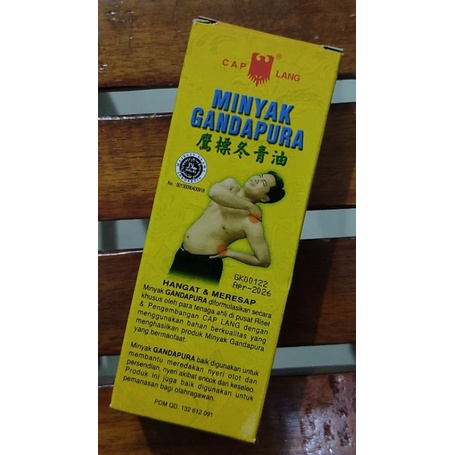 CAP LANG
MINYAK
GANDAPURA
鷹標冬青油
No. 00130090400918
GK00122
Apr-2026
HANGAT & MERESAP
Minyak GANDAPURA diformulasikan secara
khusus oleh para tenaga ahli di pusat Riset
& Pengembangan CAP LANG dengan
menggunakan bahan berkualitas yang
menghasilkan produk Minyak Gandapura
yang bermanfaat.
Minyak GANDAPURA baik digunakan untuk
membantu meredakan nyeri otot dan
persendian, nyeri akibat encok dan keseleo.
Produk ini juga baik digunakan untuk
pemanasan bagi olahragawan.
POM QD. 132 612 091